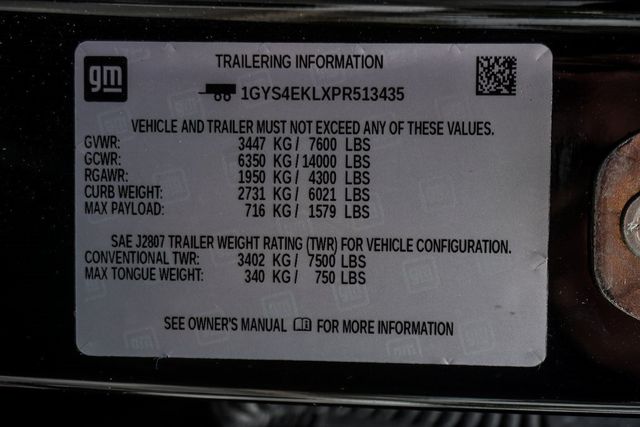 gm
TRAILERING INFORMATION
1GYS4EKLXPR513435
VEHICLE AND TRAILER MUST NOT EXCEED ANY OF THESE VALUES.
GVWR: 3447 KG/ 7600 LBS
GCWR: 6350 KG/14000 LBS
RGAWR: 1950 KG/ 4300 LBS
CURB WEIGHT: 2731 KG/ 6021 LBS
MAX PAYLOAD: 716 KG/ 1579 LBS
SAE J2807 TRAILER WEIGHT RATING (TWR) FOR VEHICLE CONFIGURATION.
CONVENTIONAL TWR: 3402 KG/ 7500 LBS
MAX TONGUE WEIGHT: 340 KG/ 750 LBS
SEE OWNER'S MANUAL FOR MORE INFORMATION